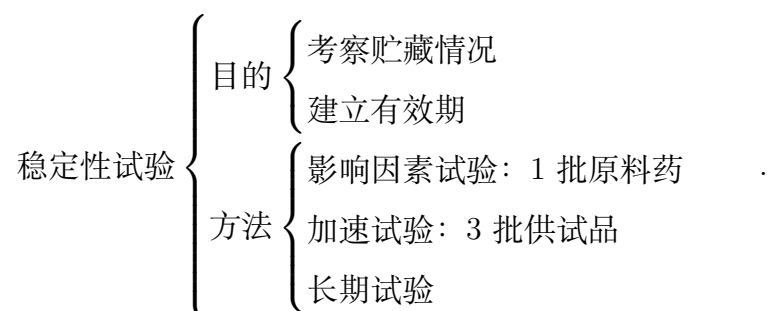 稳定性试验
目的
考察贮藏情况
建立有效期
方法
影响因素试验: 1 批原料药
加速试验: 3 批供试品
长期试验
.